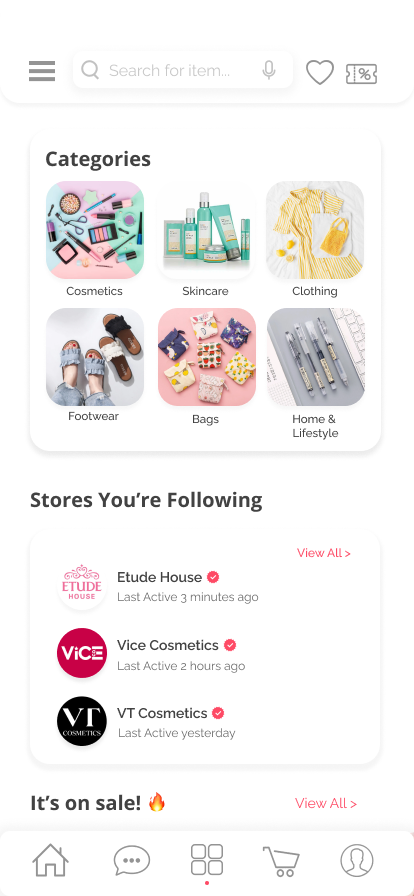 Search for item...
Categories
Cosmetics
Skincare
Clothing
Footwear
Bags
Home &
Lifestyle
Stores You're Following
View All >
ETUDE
HOUSE
Etude House
Last Active 3 minutes ago
ViCE
Vice Cosmetics
Last Active 2 hours ago
VT
COSMETICS
VT Cosmetics
Last Active yesterday
It's on sale! 🔥
View All >